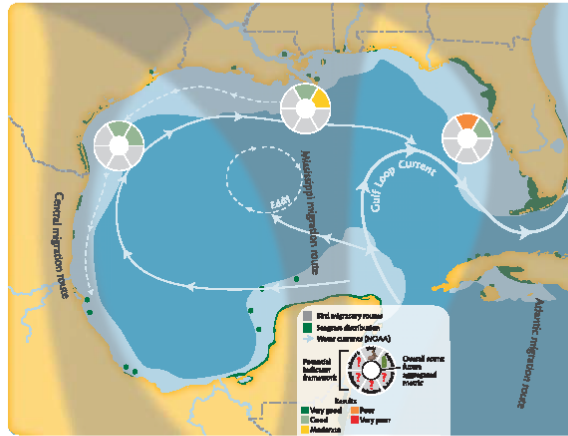 Central migration route
Eddy
Mississippi migration route
Gulf Loop Current
Atlantic migration route
Bird migratory routes
Seagrass distribution
Water currents (NOAA)
Potential
indicator
framework
Overall score
future
aggregated
metric
?
?
?
?
?
Results
Very good
Good
Moderate
Poor
Very poor